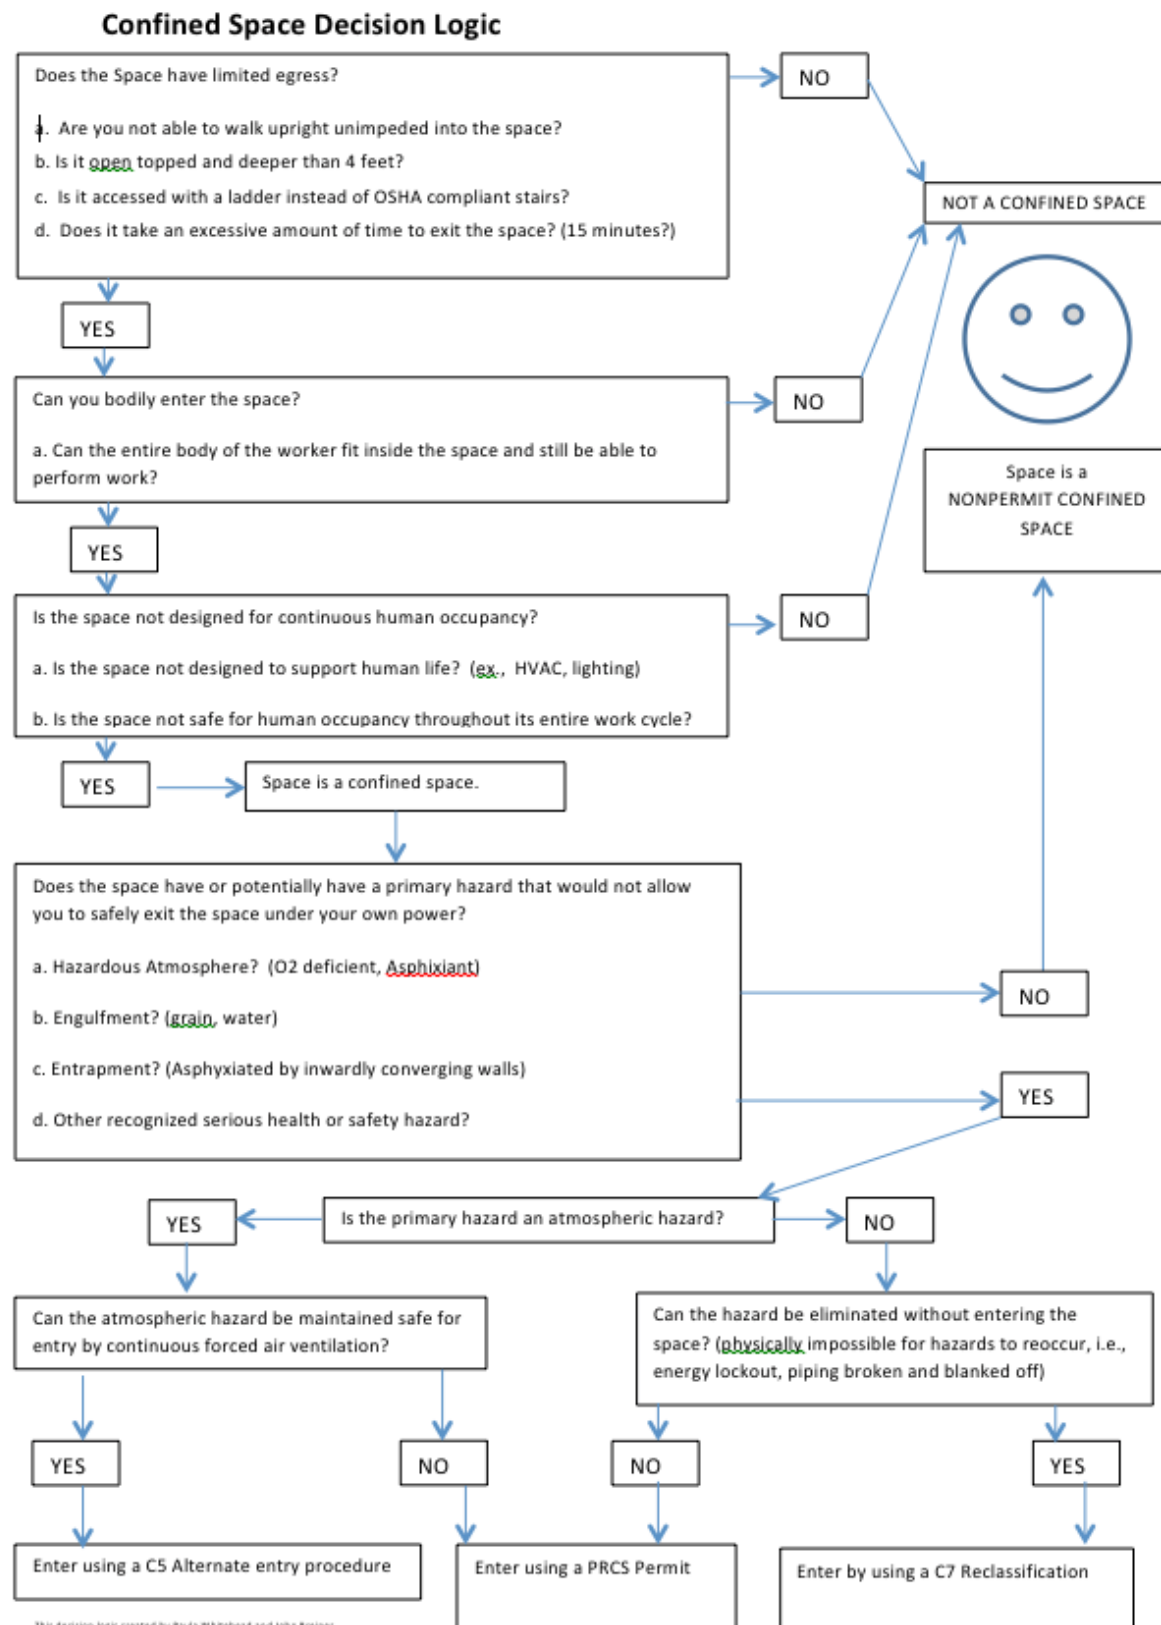 Confined Space Decision Logic
Does the Space have limited egress?
a. Are you not able to walk upright unimpeded into the space?
b. Is it open topped and deeper than 4 feet?
c. Is it accessed with a ladder instead of OSHA compliant stairs?
d. Does it take an excessive amount of time to exit the space? (15 minutes?)
NO
NOT A CONFINED SPACE
YES
Can you bodily enter the space?
a. Can the entire body of the worker fit inside the space and still be able to
perform work?
NO
Space is a
NONPERMIT CONFINED
SPACE
YES
Is the space not designed for continuous human occupancy?
a. Is the space not designed to support human life? (ex., HVAC, lighting)
b. Is the space not safe for human occupancy throughout its entire work cycle?
NO
YES
Space is a confined space.
Does the space have or potentially have a primary hazard that would not allow
you to safely exit the space under your own power?
a. Hazardous Atmosphere? (O2 deficient, Asphixiant)
b. Engulfment? (grain, water)
c. Entrapment? (Asphyxiated by inwardly converging walls)
d. Other recognized serious health or safety hazard?
NO
YES
YES
Is the primary hazard an atmospheric hazard?
NO
Can the atmospheric hazard be maintained safe for
entry by continuous forced air ventilation?
Can the hazard be eliminated without entering the
space? (physically impossible for hazards to reoccur, i.e.,
energy lockout, piping broken and blanked off)
YES
NO
NO
YES
Enter using a C5 Alternate entry procedure
Enter using a PRCS Permit
Enter by using a C7 Reclassification
This decision logic created by